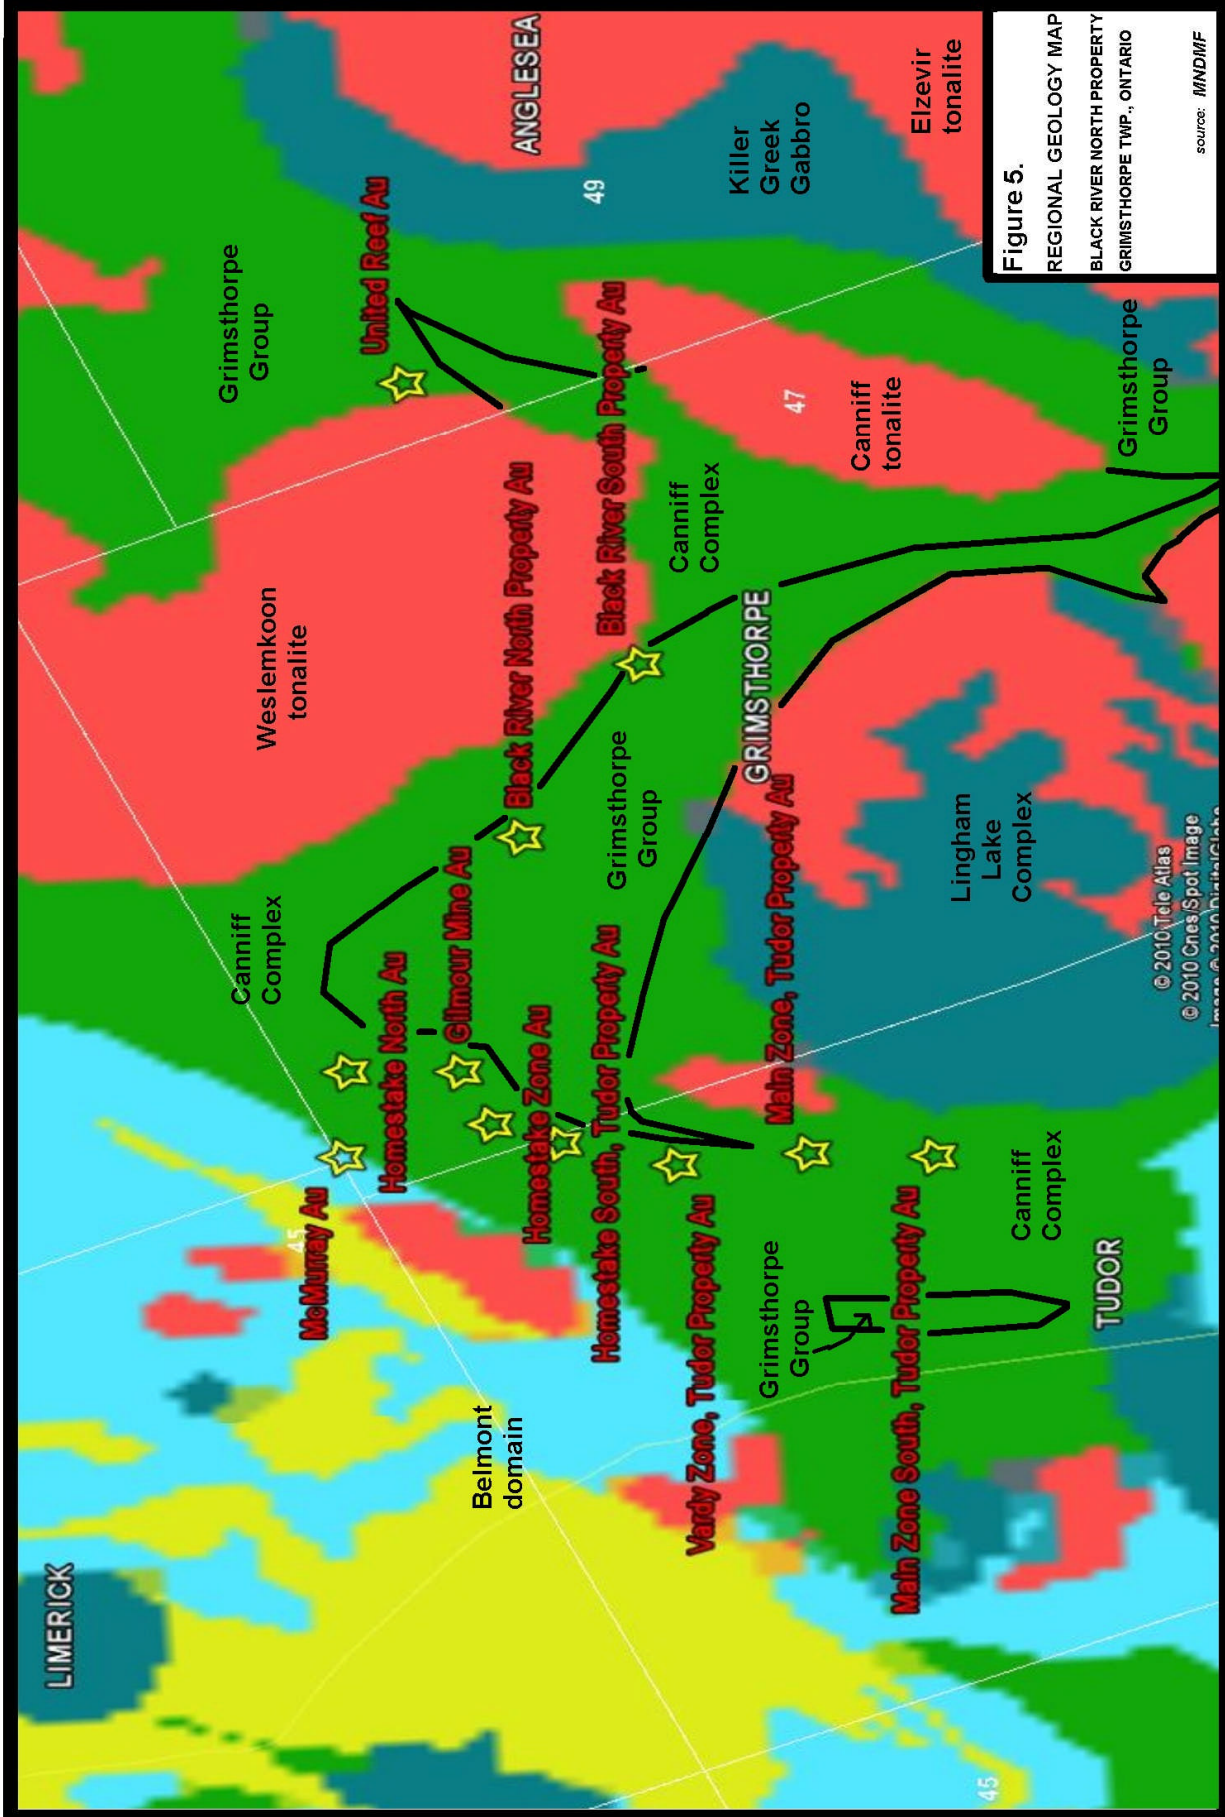 LIMERICK
Weslemkoon
tonalite
Grimsthorpe
Group
United Reef Au
ANGLESEA
49
Killer
Greek
Gabbro
Elzevir
tonalite
Canniff
Complex
McMurray Au
45
Homestake North Au
Gilmour Mine Au
Black River North Property Au
Black River South Property Au
Belmont
domain
Homestake Zone Au
Homestake South, Tudor Property Au
Grimsthorpe
Group
Canniff
Complex
47
Canniff
tonalite
Vardy Zone, Tudor Property Au
Main Zone, Tudor Property Au
GRIMSTHORPE
Grimsthorpe
Group
Main Zone South, Tudor Property Au
Lingham
Lake
Complex
Canniff
Complex
Grimsthorpe
Group
TUDOR
45
© 2010 Tele Atlas
© 2010 Cnes/Spot Image
Image © 2010 DigitalGlobe
Figure 5.
REGIONAL GEOLOGY MAP
BLACK RIVER NORTH PROPERTY
GRIMSTHORPE TWP., ONTARIO
source: MNDMF